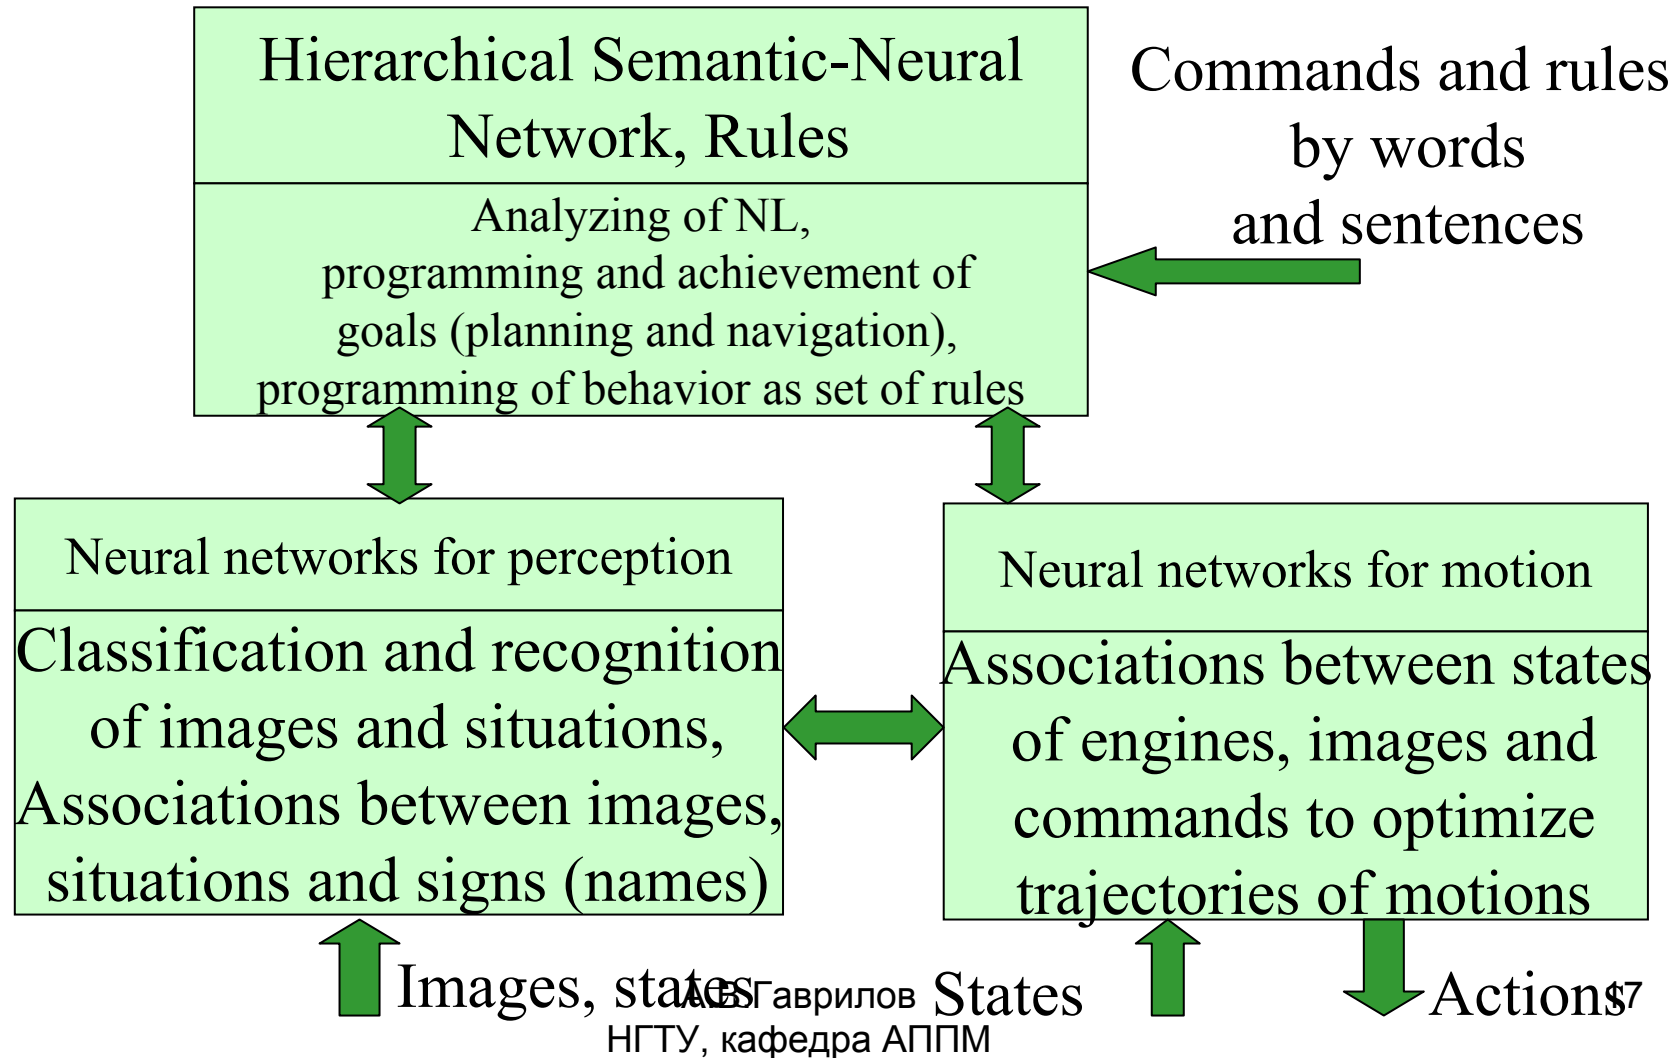 Hierarchical Semantic-Neural
Network, Rules
Analyzing of NL,
programming and achievement of
goals (planning and navigation),
programming of behavior as set of rules
Commands and rules
by words
and sentences
Neural networks for perception
Classification and recognition
of images and situations,
Associations between images,
situations and signs (names)
Neural networks for motion
Associations between states
of engines, images and
commands to optimize
trajectories of motions
Images, states
States
Actions
А.В.Гаврилов
НГТУ, кафедра АППМ
17